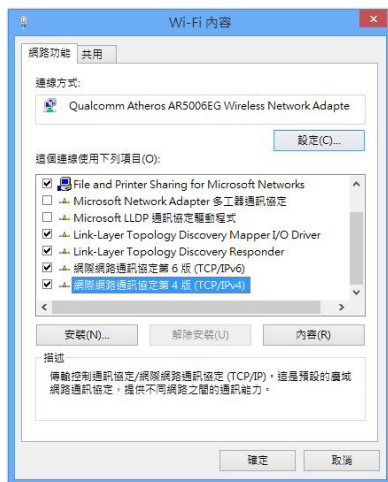 Wi-Fi 內容
網路功能 共用
連線方式:
Qualcomm Atheros AR5006EG Wireless Network Adapte
設定(C)...
這個連線使用下列項目(O):
File and Printer Sharing for Microsoft Networks
Microsoft Network Adapter 多工器通訊協定
Microsoft LLDP 通訊協定驅動程式
Link-Layer Topology Discovery Mapper I/O Driver
Link-Layer Topology Discovery Responder
網際網路通訊協定第 6 版 (TCP/IPv6)
網際網路通訊協定第 4 版 (TCP/IPv4)
安裝(N)... 解除安裝(U) 內容(R)
描述
傳輸控制通訊協定/網際網路通訊協定 (TCP/IP)。這是預設的廣域
網路通訊協定，提供不同網路之間的通訊能力。
確定 取消